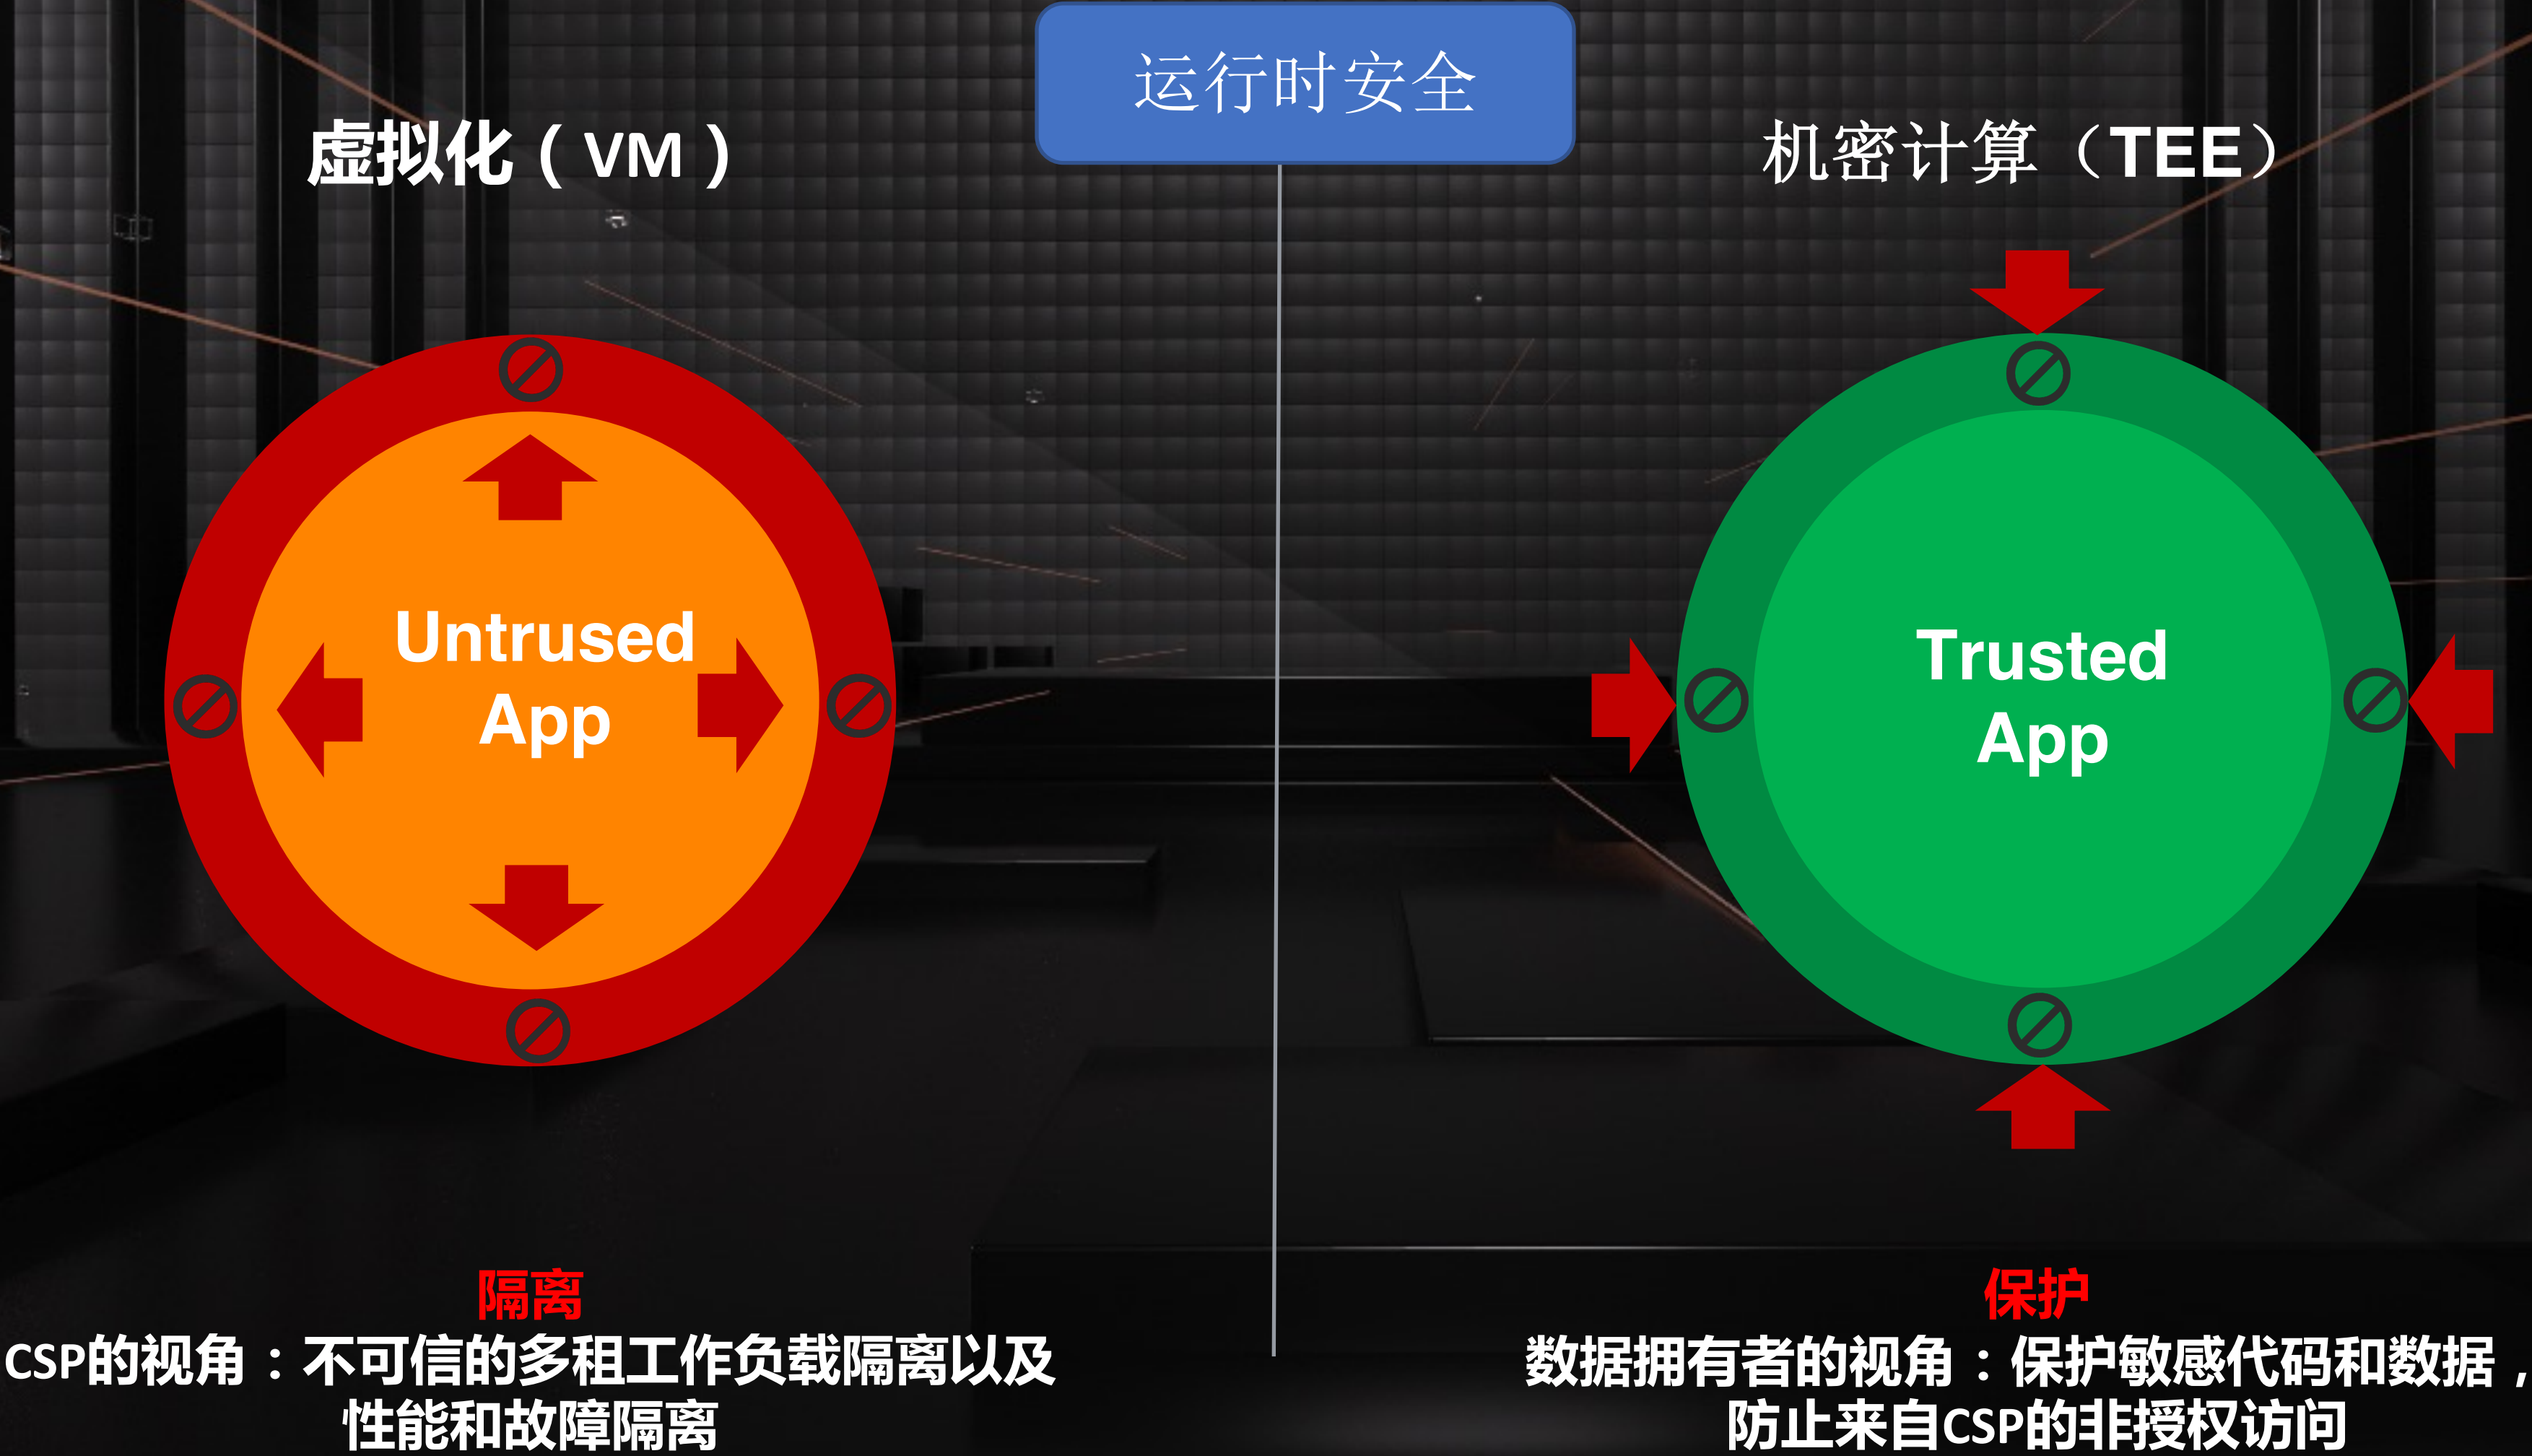 运行时安全
虚拟化（VM）
Untrused
App
隔离
CSP的视角：不可信的多租工作负载隔离以及
性能和故障隔离
机密计算（TEE）
Trusted
App
保护
数据拥有者的视角：保护敏感代码和数据，
防止来自CSP的非授权访问